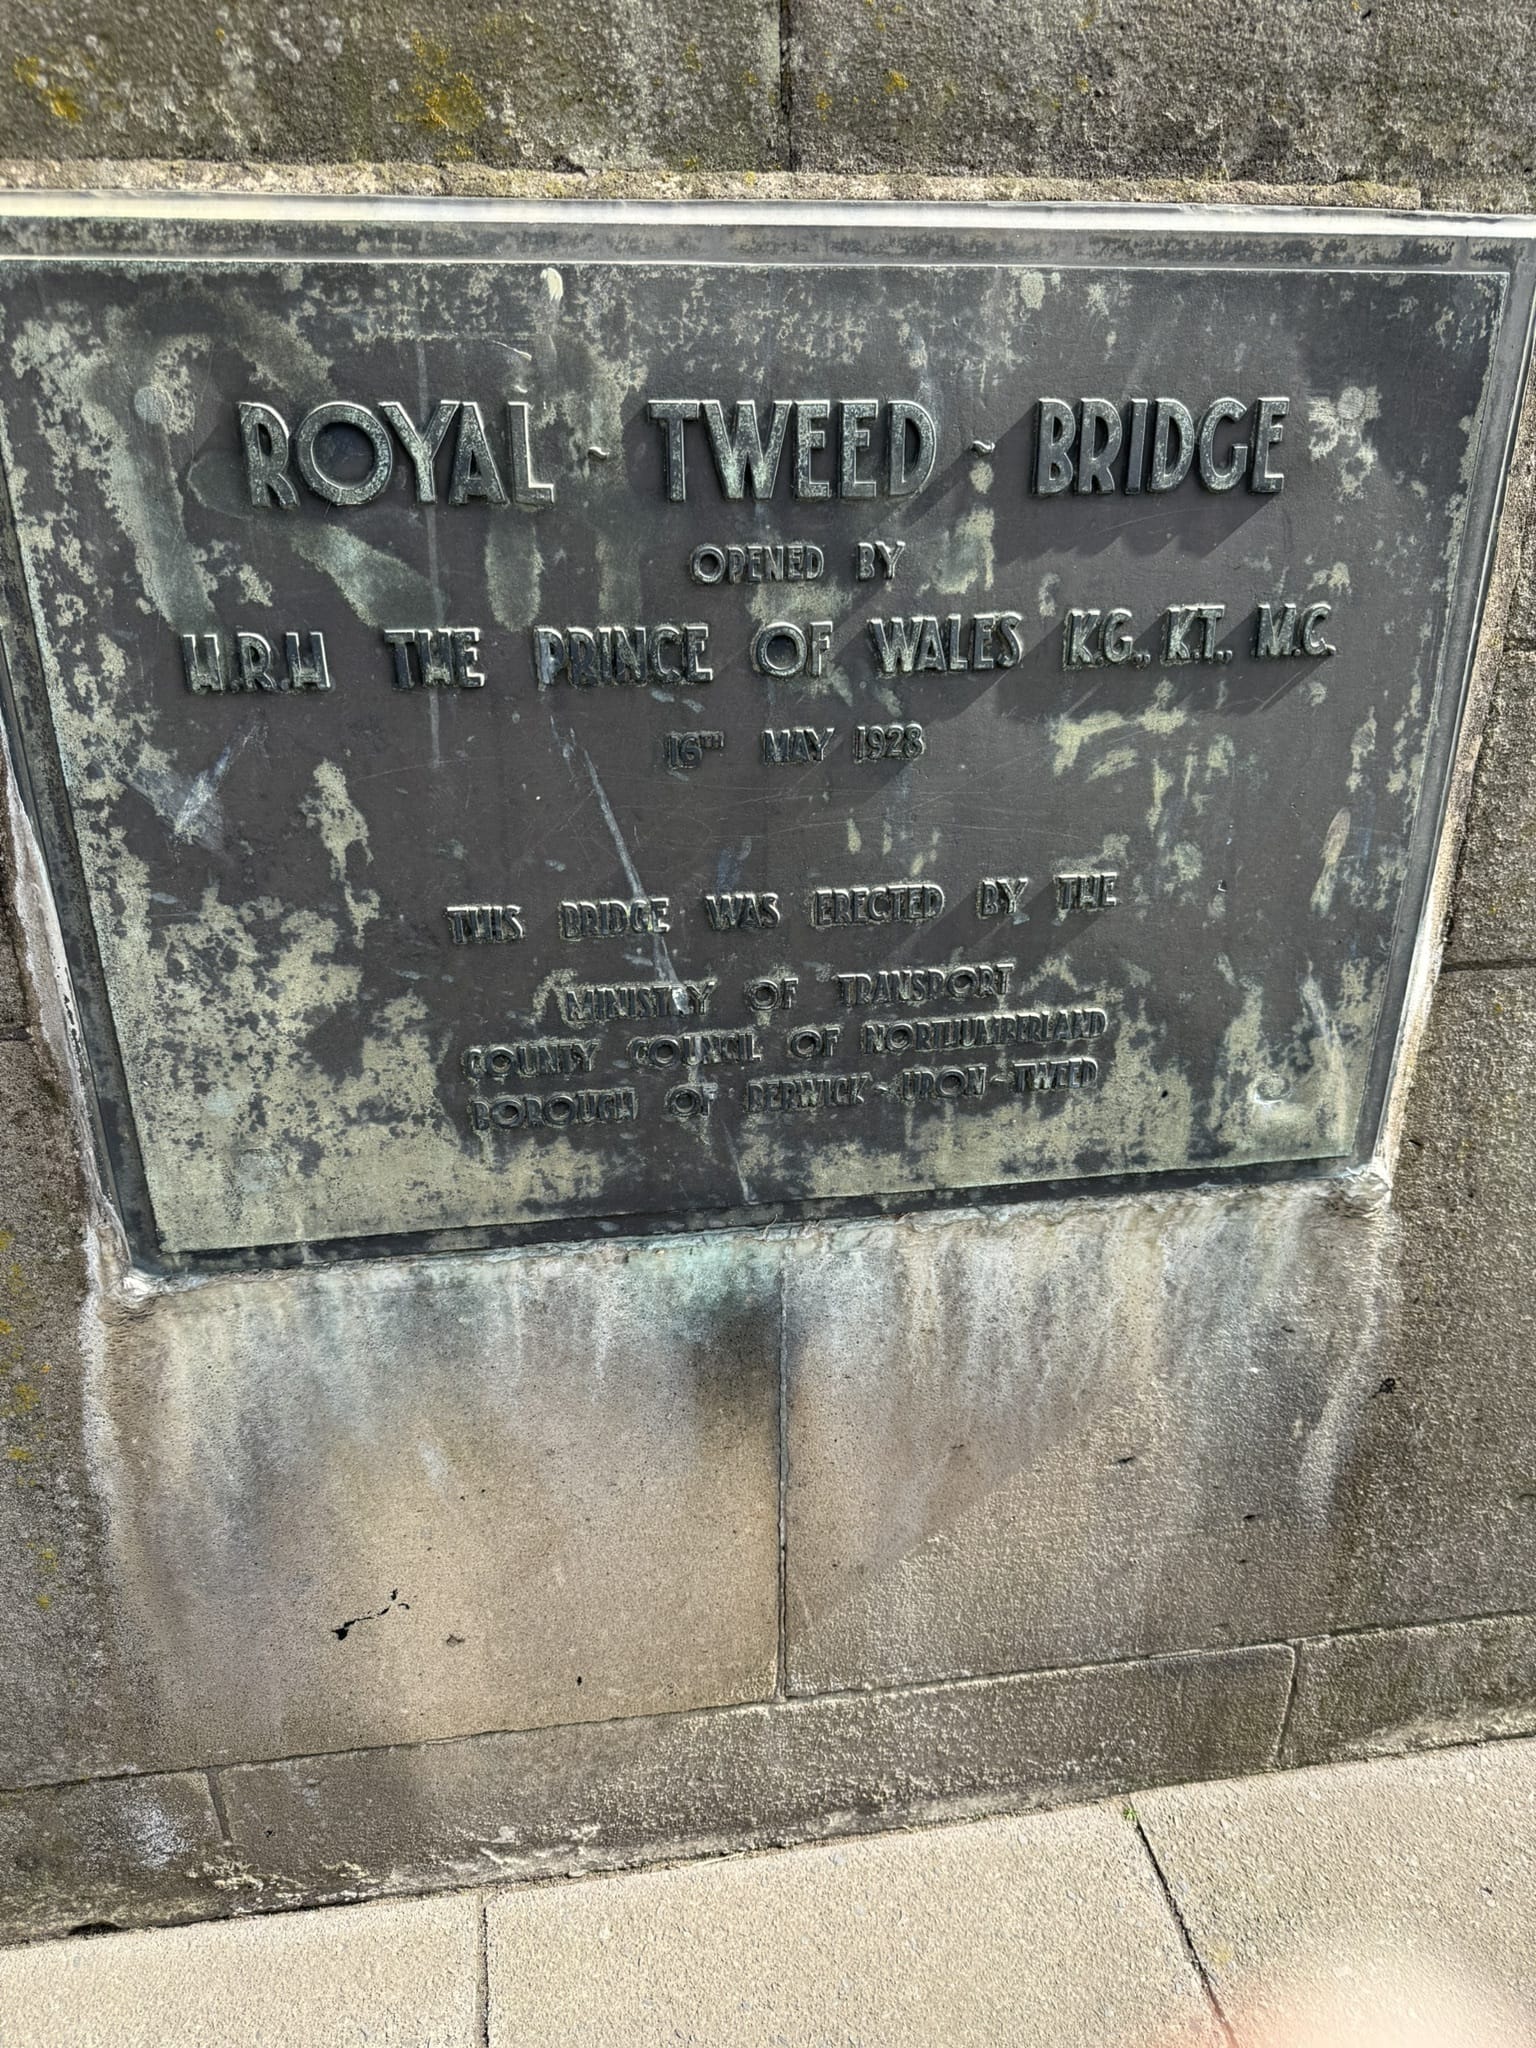 ROYAL ~ TWEED ~ BRIDGE
OPENED BY
H.R.H THE PRINCE OF WALES K.G., K.T., M.C.
16TH MAY 1928
THIS BRIDGE WAS ERECTED BY THE
MINISTRY OF TRANSPORT
COUNTY COUNCIL OF NORTHUMBERLAND
BOROUGH OF BERWICK~UPON~TWEED